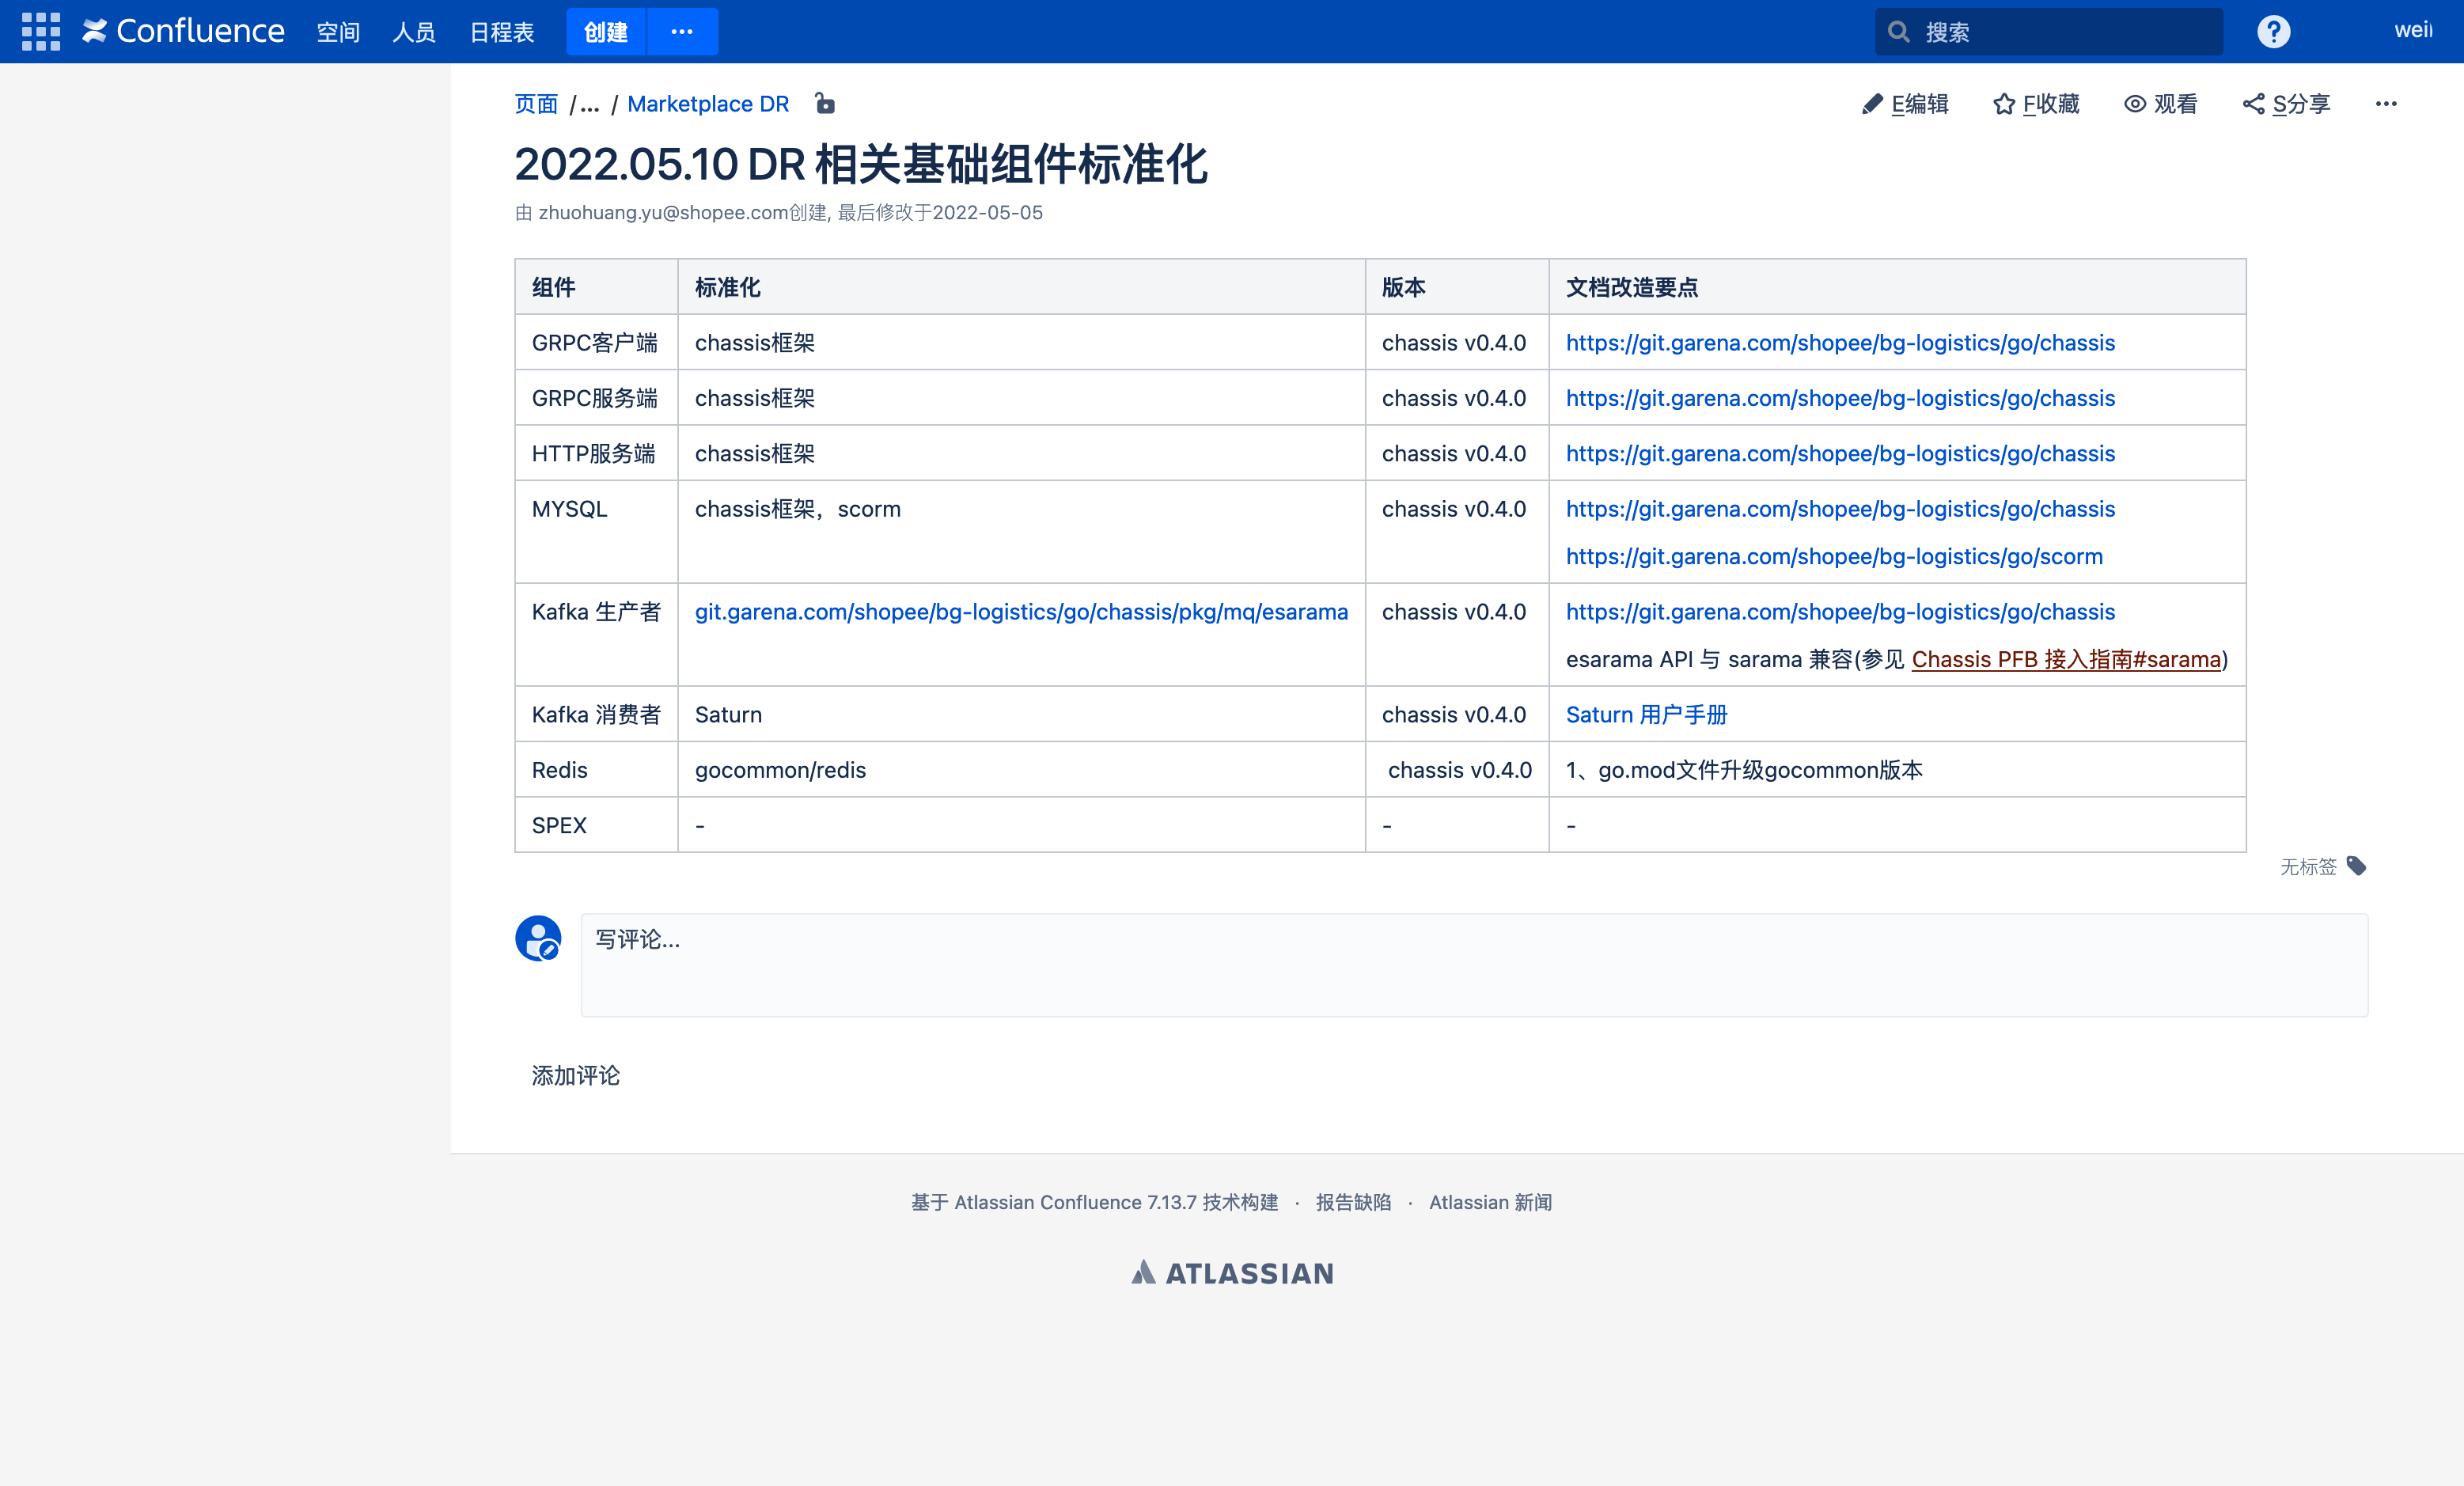 Confluence 空间 人员 日程表 创建 ··· 搜索 ? weil
页面 /... / Marketplace DR E编辑 F收藏 观看 S分享 ···
2022.05.10 DR 相关基础组件标准化
由 zhuohuang.yu@shopee.com创建, 最后修改于2022-05-05
组件 标准化 版本 文档改造要点
GRPC客户端 chassis框架 chassis v0.4.0 https://git.garena.com/shopee/bg-logistics/go/chassis
GRPC服务端 chassis框架 chassis v0.4.0 https://git.garena.com/shopee/bg-logistics/go/chassis
HTTP服务端 chassis框架 chassis v0.4.0 https://git.garena.com/shopee/bg-logistics/go/chassis
MYSQL chassis框架，scorm chassis v0.4.0 https://git.garena.com/shopee/bg-logistics/go/chassis
https://git.garena.com/shopee/bg-logistics/go/scorm
Kafka 生产者 git.garena.com/shopee/bg-logistics/go/chassis/pkg/mq/esarama chassis v0.4.0 https://git.garena.com/shopee/bg-logistics/go/chassis
esarama API 与 sarama 兼容(参见 Chassis PFB 接入指南#sarama)
Kafka 消费者 Saturn chassis v0.4.0 Saturn 用户手册
Redis gocommon/redis chassis v0.4.0 1、go.mod文件升级gocommon版本
SPEX - - -
无标签
写评论...
添加评论
基于 Atlassian Confluence 7.13.7 技术构建 · 报告缺陷 · Atlassian 新闻
ATLASSIAN